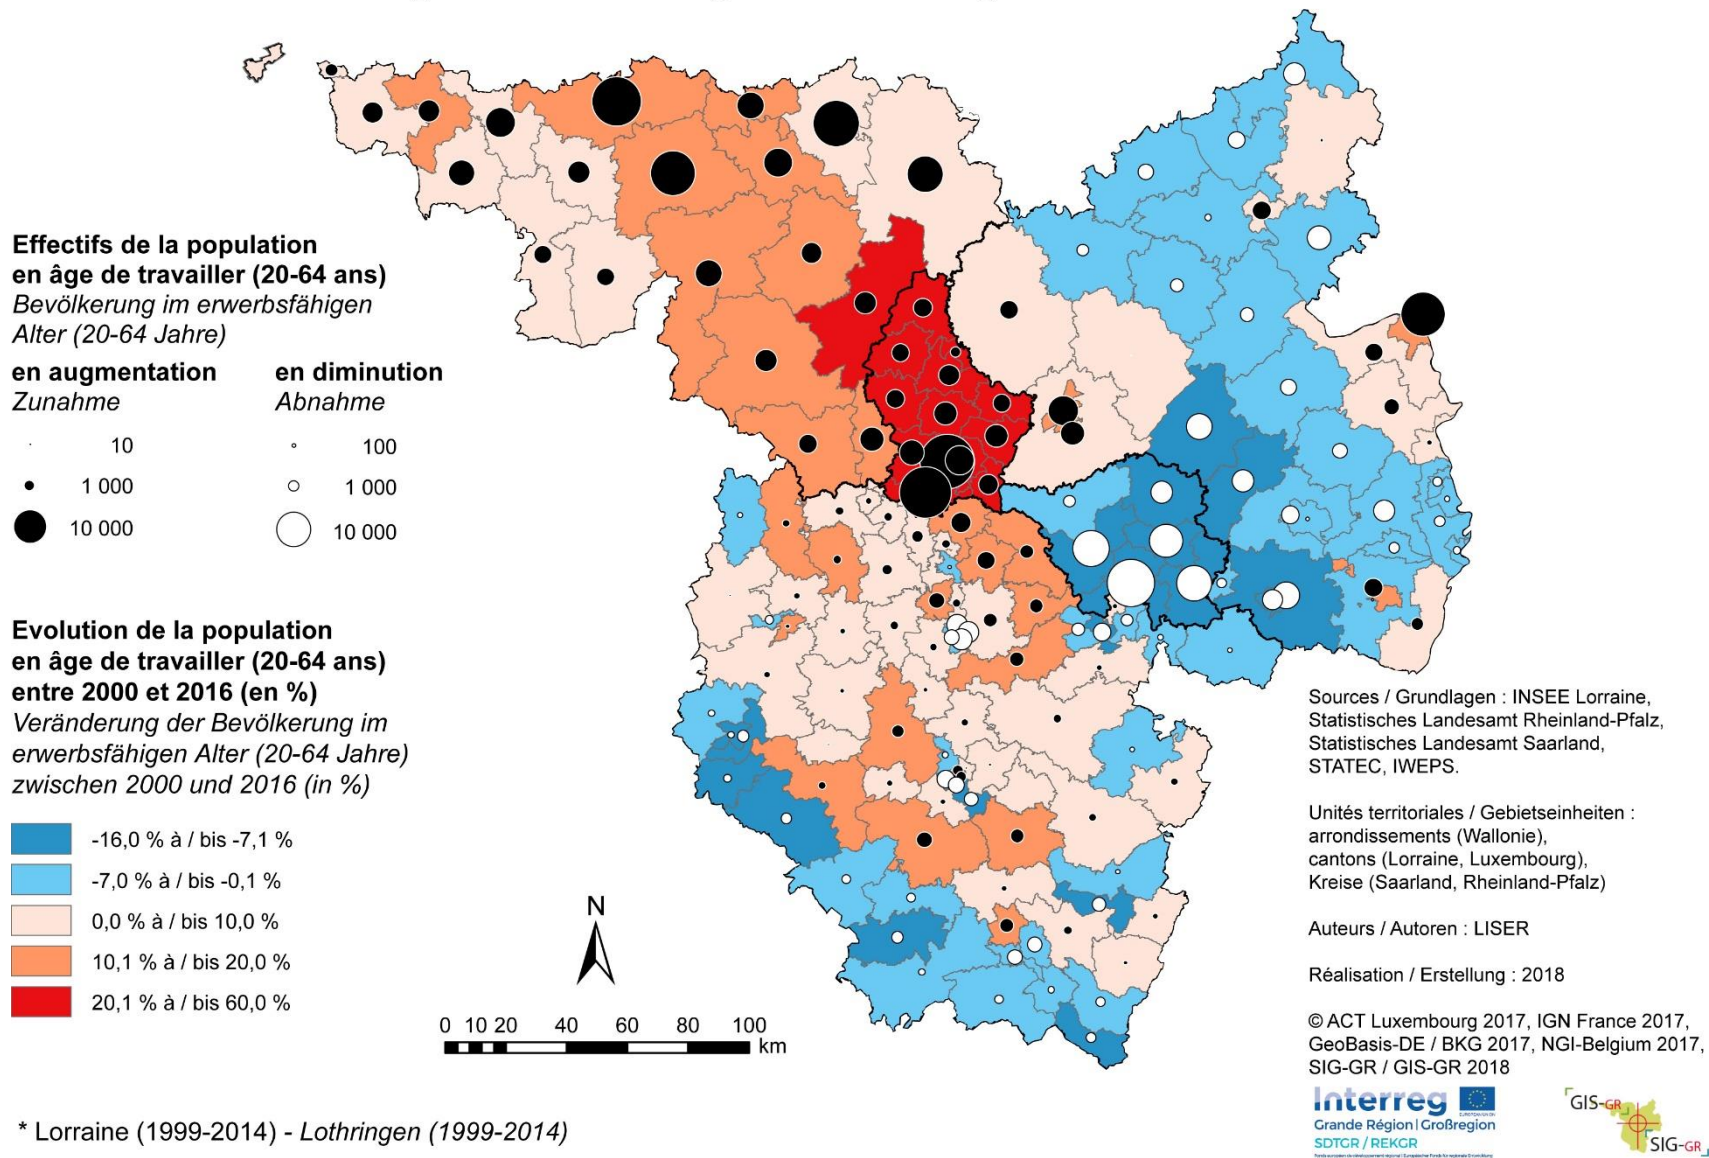 Effectifs de la population
en âge de travailler (20-64 ans)
Bevölkerung im erwerbsfähigen
Alter (20-64 Jahre)
en augmentation
Zunahme
en diminution
Abnahme
10
100
1 000
1 000
10 000
10 000
Evolution de la population
en âge de travailler (20-64 ans)
entre 2000 et 2016 (en %)
Veränderung der Bevölkerung im
erwerbsfähigen Alter (20-64 Jahre)
zwischen 2000 und 2016 (in %)
-16,0 % à / bis -7,1 %
-7,0 % à / bis -0,1 %
0,0 % à / bis 10,0 %
10,1 % à / bis 20,0 %
20,1 % à / bis 60,0 %
N
0 10 20 40 60 80 100
km
* Lorraine (1999-2014) - Lothringen (1999-2014)
Sources / Grundlagen : INSEE Lorraine,
Statistisches Landesamt Rheinland-Pfalz,
Statistisches Landesamt Saarland,
STATEC, IWEPS.
Unités territoriales / Gebietseinheiten :
arrondissements (Wallonie),
cantons (Lorraine, Luxembourg),
Kreise (Saarland, Rheinland-Pfalz)
Auteurs / Autoren : LISER
Réalisation / Erstellung : 2018
© ACT Luxembourg 2017, IGN France 2017,
GeoBasis-DE / BKG 2017, NGI-Belgium 2017,
SIG-GR / GIS-GR 2018
Interreg
Grande Région | Großregion
SDTGR / REKGR
GIS-GR
SIG-GR